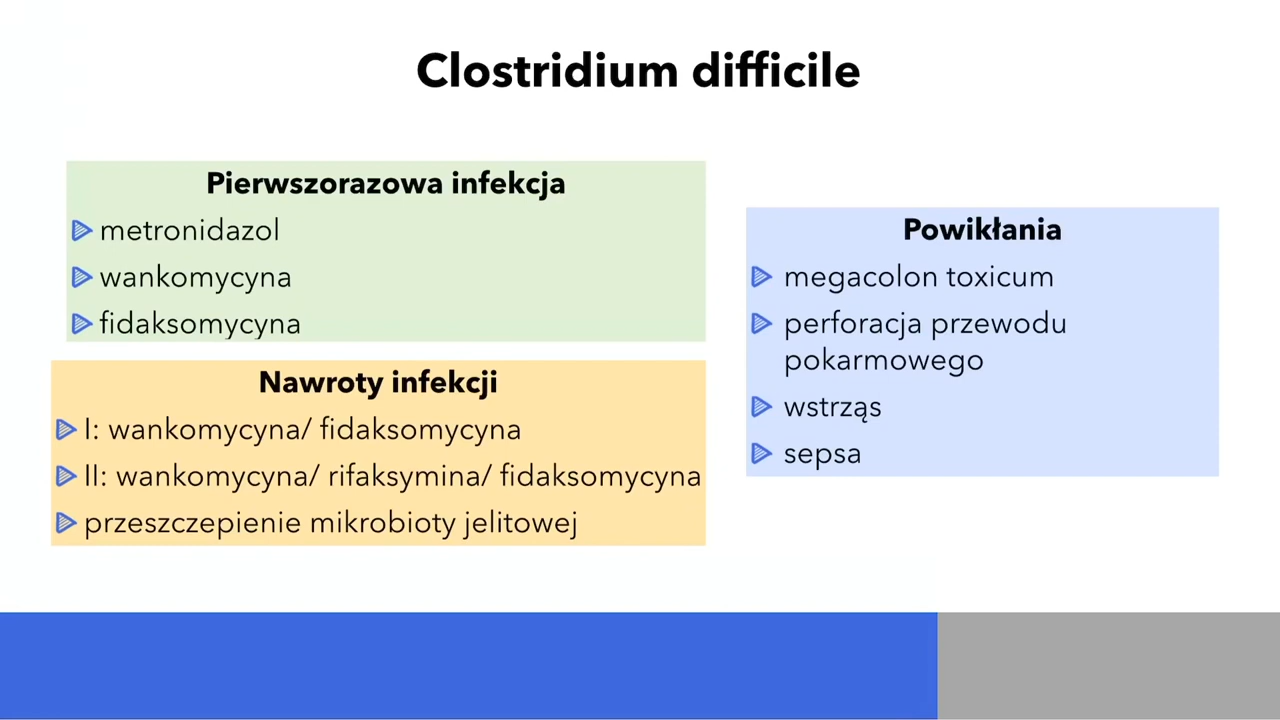 Clostridium difficile
Pierwszorazowa infekcja
metronidazol
wankomycyna
fidaksomycyna
Nawroty infekcji
I: wankomycyna/ fidaksomycyna
II: wankomycyna/ rifaksymina/ fidaksomycyna
przeszczepienie mikrobioty jelitowej
Powikłania
megacolon toxicum
perforacja przewodu
pokarmowego
wstrząs
sepsa